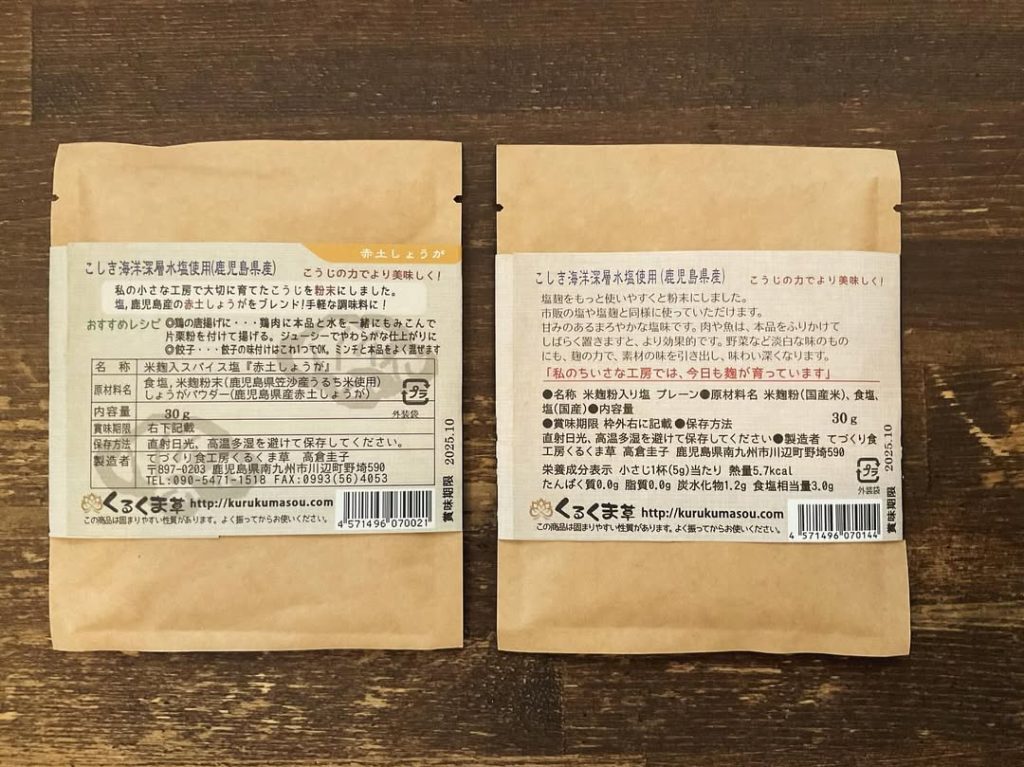 赤土しょうが
こしき海洋深層水塩使用(鹿児島県産)
こうじの力でより美味しく!
私の小さな工房で大切に育てたこうじを粉末にしました。
塩,鹿児島産の赤土しょうがをブレンド!手軽な調味料に!
おすすめレシピ ◎鶏の唐揚げに・・・鶏肉に本品と水を一緒にもみこんで
片栗粉を付けて揚げる。ジューシーでやわらかな仕上がりに
◎餃子・・・餃子の味付けはこれ1つでOK。ミンチと本品をよく混ぜます
名 称 米麹入スパイス塩『赤土しょうが』
原材料名 食塩,米麹粉末(鹿児島県笠沙産うるち米使用)
しょうがパウダー(鹿児島県産赤土しょうが)
プラ
外装袋
内容量 30g
賞味期限 右下記載
保存方法 直射日光、高温多湿を避けて保存してください。
製造者 てづくり食工房くるくま草 高倉圭子
〒897-0203 鹿児島県南九州市川辺町野埼590
TEL:090-5471-1518 FAX:0993(56)4053
くるくま草 http://kurukumasou.com
この商品は固まりやすい性質があります。よく振ってからお使いください。
4 571496 070021
賞味期限 2025.10
こしき海洋深層水塩使用(鹿児島県産)
こうじの力でより美味しく!
塩麹をもっと使いやすくと粉末にしました。
市販の塩や塩麹と同様に使っていただけます。
甘みのあるまろやかな塩味です。肉や魚は、本品をふりかけて
しばらく置きますと、より効果的です。野菜など淡白な味のもの
にも、麹の力で、素材の味を引き出し、味わい深くなります。
「私のちいさな工房では、今日も麹が育っています」
●名称 米麹粉入り塩 プレーン●原材料名 米麹粉(国産米)、食塩、
塩(国産)●内容量 30g
●賞味期限 枠外右に記載 ●保存方法
直射日光、高温多湿を避けて保存してください●製造者 てづくり食
工房くるくま草 高倉圭子 鹿児島県南九州市川辺町野埼590
栄養成分表示 小さじ1杯(5g)当たり 熱量5.7kcal
たんぱく質0.0g 脂質0.0g 炭水化物1.2g 食塩相当量3.0g
プラ
外装袋
くるくま草 http://kurukumasou.com
この商品は固まりやすい性質があります。よく振ってからお使いください。
4 571496 070144
賞味期限 2025.10